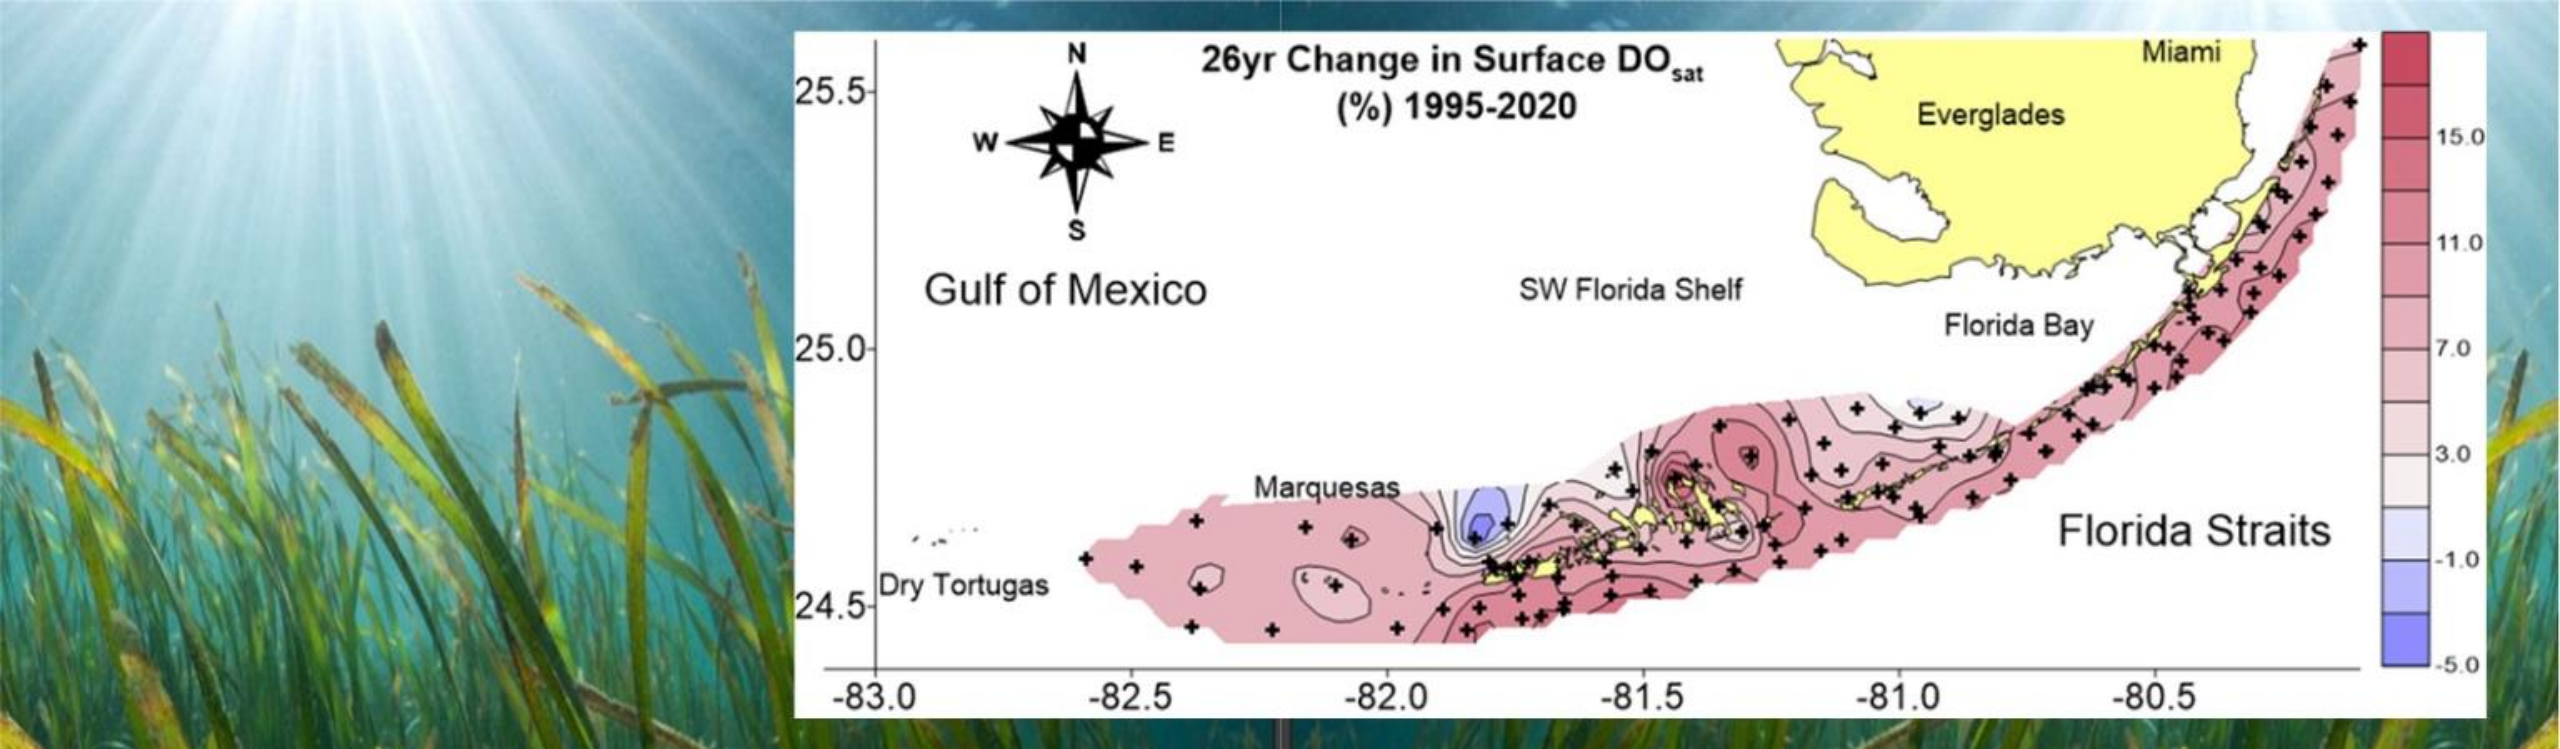 26yr Change in Surface DOsat
(%) 1995-2020
N
W
E
S
Miami
Everglades
25.5
15.0
11.0
Gulf of Mexico
SW Florida Shelf
Florida Bay
25.0
7.0
3.0
Marquesas
Florida Straits
-1.0
Dry Tortugas
24.5
-5.0
-83.0
-82.5
-82.0
-81.5
-81.0
-80.5